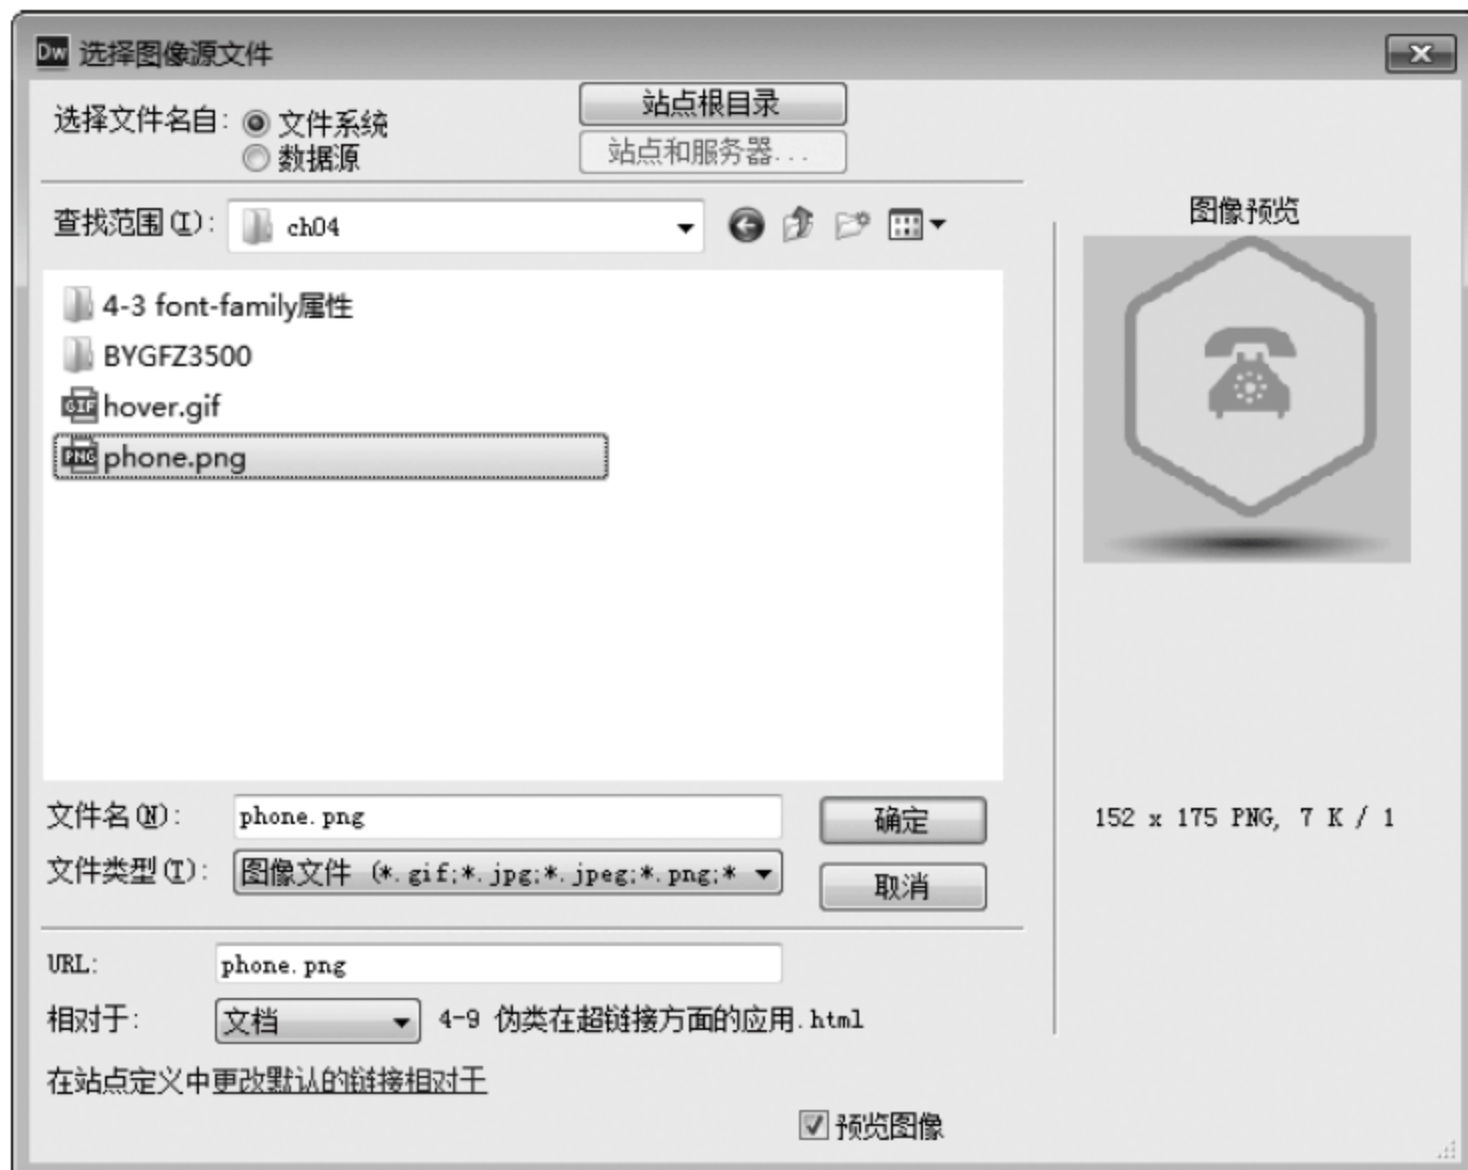 Dw 选择图像源文件
选择文件名自: 文件系统
数据源
站点根目录
站点和服务器...
查找范围(I): ch04
4-3 font-family属性
BYGFZ3500
GIF hover.gif
PNG phone.png
图像预览
152 x 175 PNG, 7 K / 1
文件名(N): phone.png 确定
文件类型(T): 图像文件 (*.gif;*.jpg;*.jpeg;*.png;* 取消
URL: phone.png
相对于: 文档 4-9 伪类在超链接方面的应用.html
在站点定义中更改默认的链接相对于
预览图像